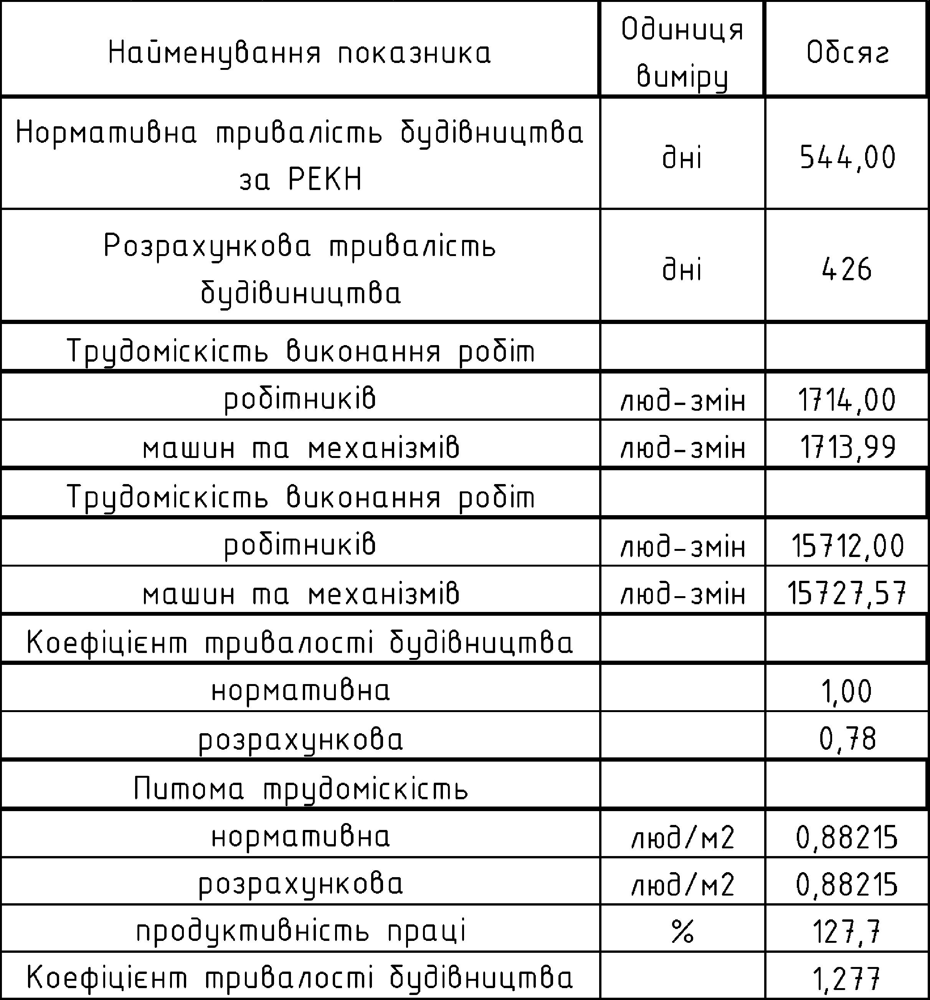 Найменування показника
Одиниця
виміру
Обсяг
Нормативна тривалість будівництва
за РЕКН
дні
544,00
Розрахункова тривалість
будівиництва
дні
426
Трудоміскість виконання робіт
робітників
люд-змін
1714,00
машин та механізмів
люд-змін
1713,99
Трудоміскість виконання робіт
робітників
люд-змін
15712,00
машин та механізмів
люд-змін
15727,57
Коефіцієнт тривалості будівництва
нормативна
1,00
розрахункова
0,78
Питома трудоміскість
нормативна
люд/м2
0,88215
розрахункова
люд/м2
0,88215
продуктивність праці
%
127,7
Коефіцієнт тривалості будівництва
1,277